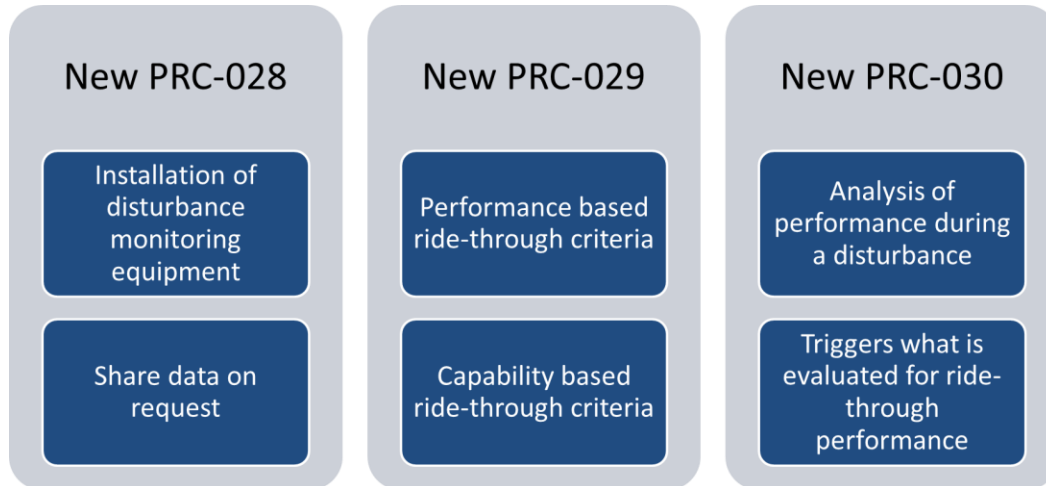 New PRC-028
Installation of
disturbance
monitoring
equipment
Share data on
request
New PRC-029
Performance based
ride-through criteria
Capability based
ride-through criteria
New PRC-030
Analysis of
performance during
a disturbance
Triggers what is
evaluated for ride-
through
performance